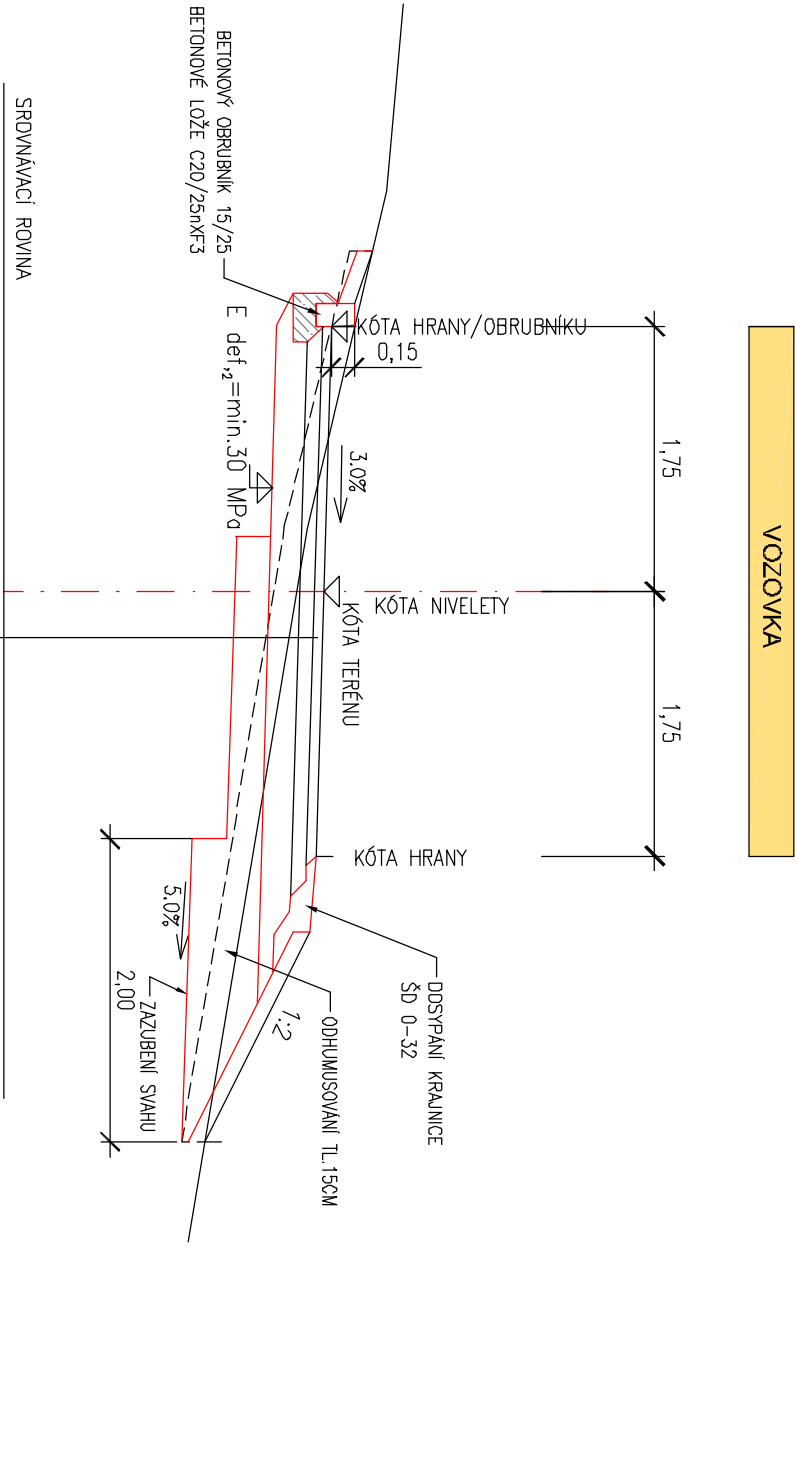 VOZOVKA
1,75
1,75
KÓTA HRANY/OBRUBNÍKU
0,15
3.0%
KÓTA NIVELETY
KÓTA TERÉNU
KÓTA HRANY
BETONOVÝ OBRUBNÍK 15/25
BETONOVÉ LOŽE C20/25nXF3
E def,2=min.30 MPa
DOSYPÁNÍ KRAJNICE
ŠD 0-32
1:2
ODHUMUSOVÁNÍ TL.15CM
5.0%
ZAZUBENÍ SVAHU
2,00
SROVNÁVACÍ ROVINA